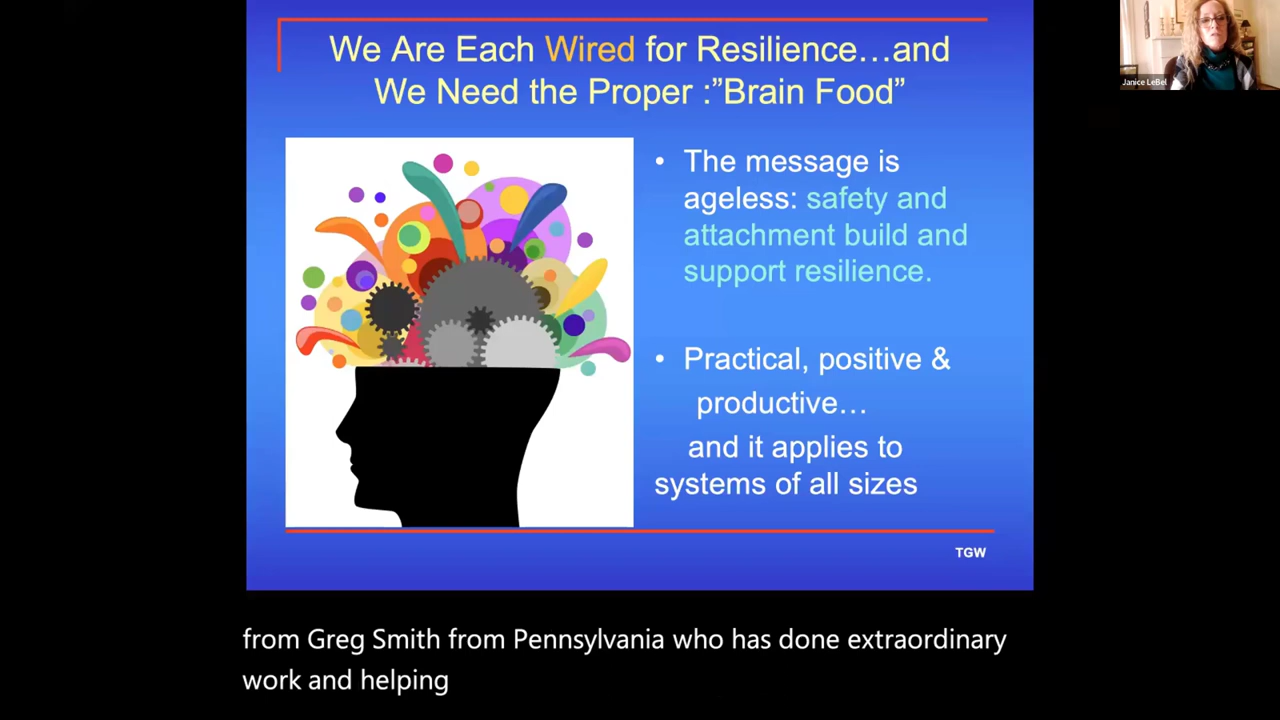 We Are Each Wired for Resilience…and
We Need the Proper :”Brain Food”
Janice LeBel
• The message is
ageless: safety and
attachment build and
support resilience.
• Practical, positive &
productive…
and it applies to
systems of all sizes
TGW
from Greg Smith from Pennsylvania who has done extraordinary
work and helping